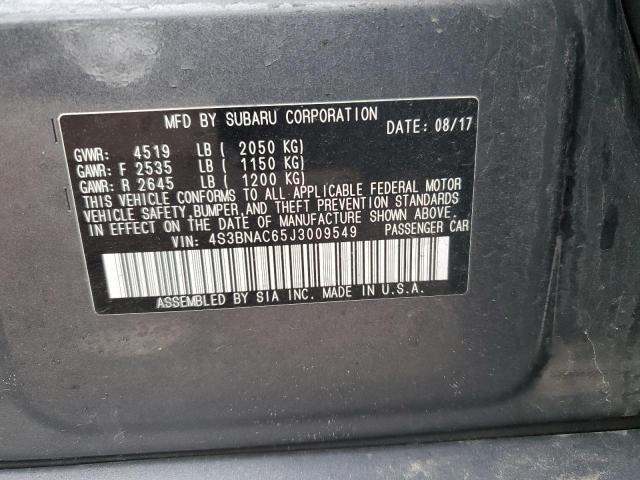 MFD BY SUBARU CORPORATION
DATE: 08/17
GVWR: 4519 LB ( 2050 KG)
GAWR: F 2535 LB ( 1150 KG)
GAWR: R 2645 LB ( 1200 KG)
THIS VEHICLE CONFORMS TO ALL APPLICABLE FEDERAL MOTOR
VEHICLE SAFETY, BUMPER, AND THEFT PREVENTION STANDARDS
IN EFFECT ON THE DATE OF MANUFACTURE SHOWN ABOVE.
VIN: 4S3BNAC65J3009549 PASSENGER CAR
ASSEMBLED BY SIA INC. MADE IN U.S.A.